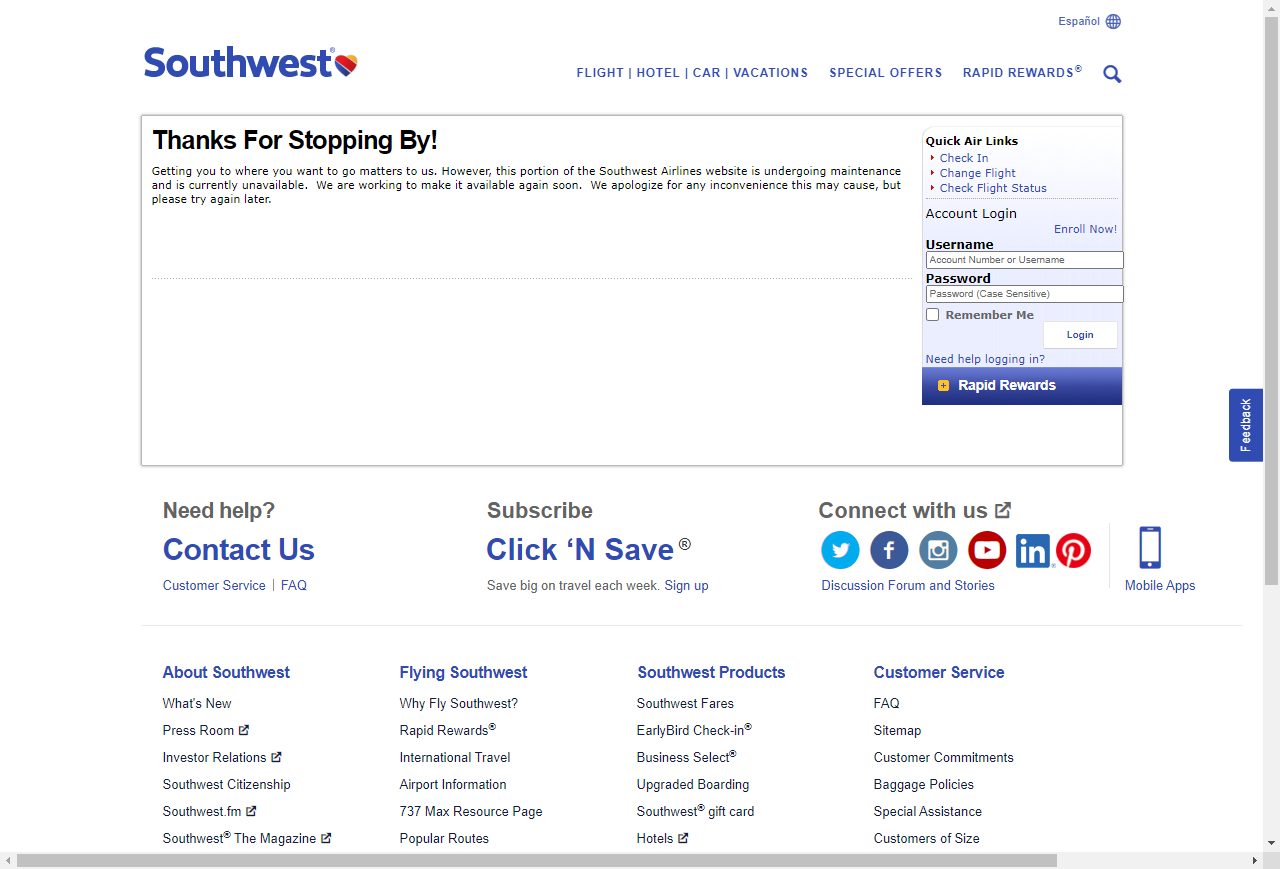 Español
Southwest®
FLIGHT | HOTEL | CAR | VACATIONS
SPECIAL OFFERS
RAPID REWARDS®
Thanks For Stopping By!
Getting you to where you want to go matters to us. However, this portion of the Southwest Airlines website is undergoing maintenance
and is currently unavailable.  We are working to make it available again soon.  We apologize for any inconvenience this may cause, but
please try again later.
Quick Air Links
Check In
Change Flight
Check Flight Status
Account Login
Enroll Now!
Username
Account Number or Username
Password
Password (Case Sensitive)
Remember Me
Login
Need help logging in?
Rapid Rewards
Feedback
Need help?
Contact Us
Customer Service | FAQ
Subscribe
Click ‘N Save ®
Save big on travel each week. Sign up
Connect with us
f
in®
Discussion Forum and Stories
Mobile Apps
About Southwest
What's New
Press Room
Investor Relations
Southwest Citizenship
Southwest.fm
Southwest® The Magazine
Flying Southwest
Why Fly Southwest?
Rapid Rewards®
International Travel
Airport Information
737 Max Resource Page
Popular Routes
Southwest Products
Southwest Fares
EarlyBird Check-in®
Business Select®
Upgraded Boarding
Southwest® gift card
Hotels
Customer Service
FAQ
Sitemap
Customer Commitments
Baggage Policies
Special Assistance
Customers of Size